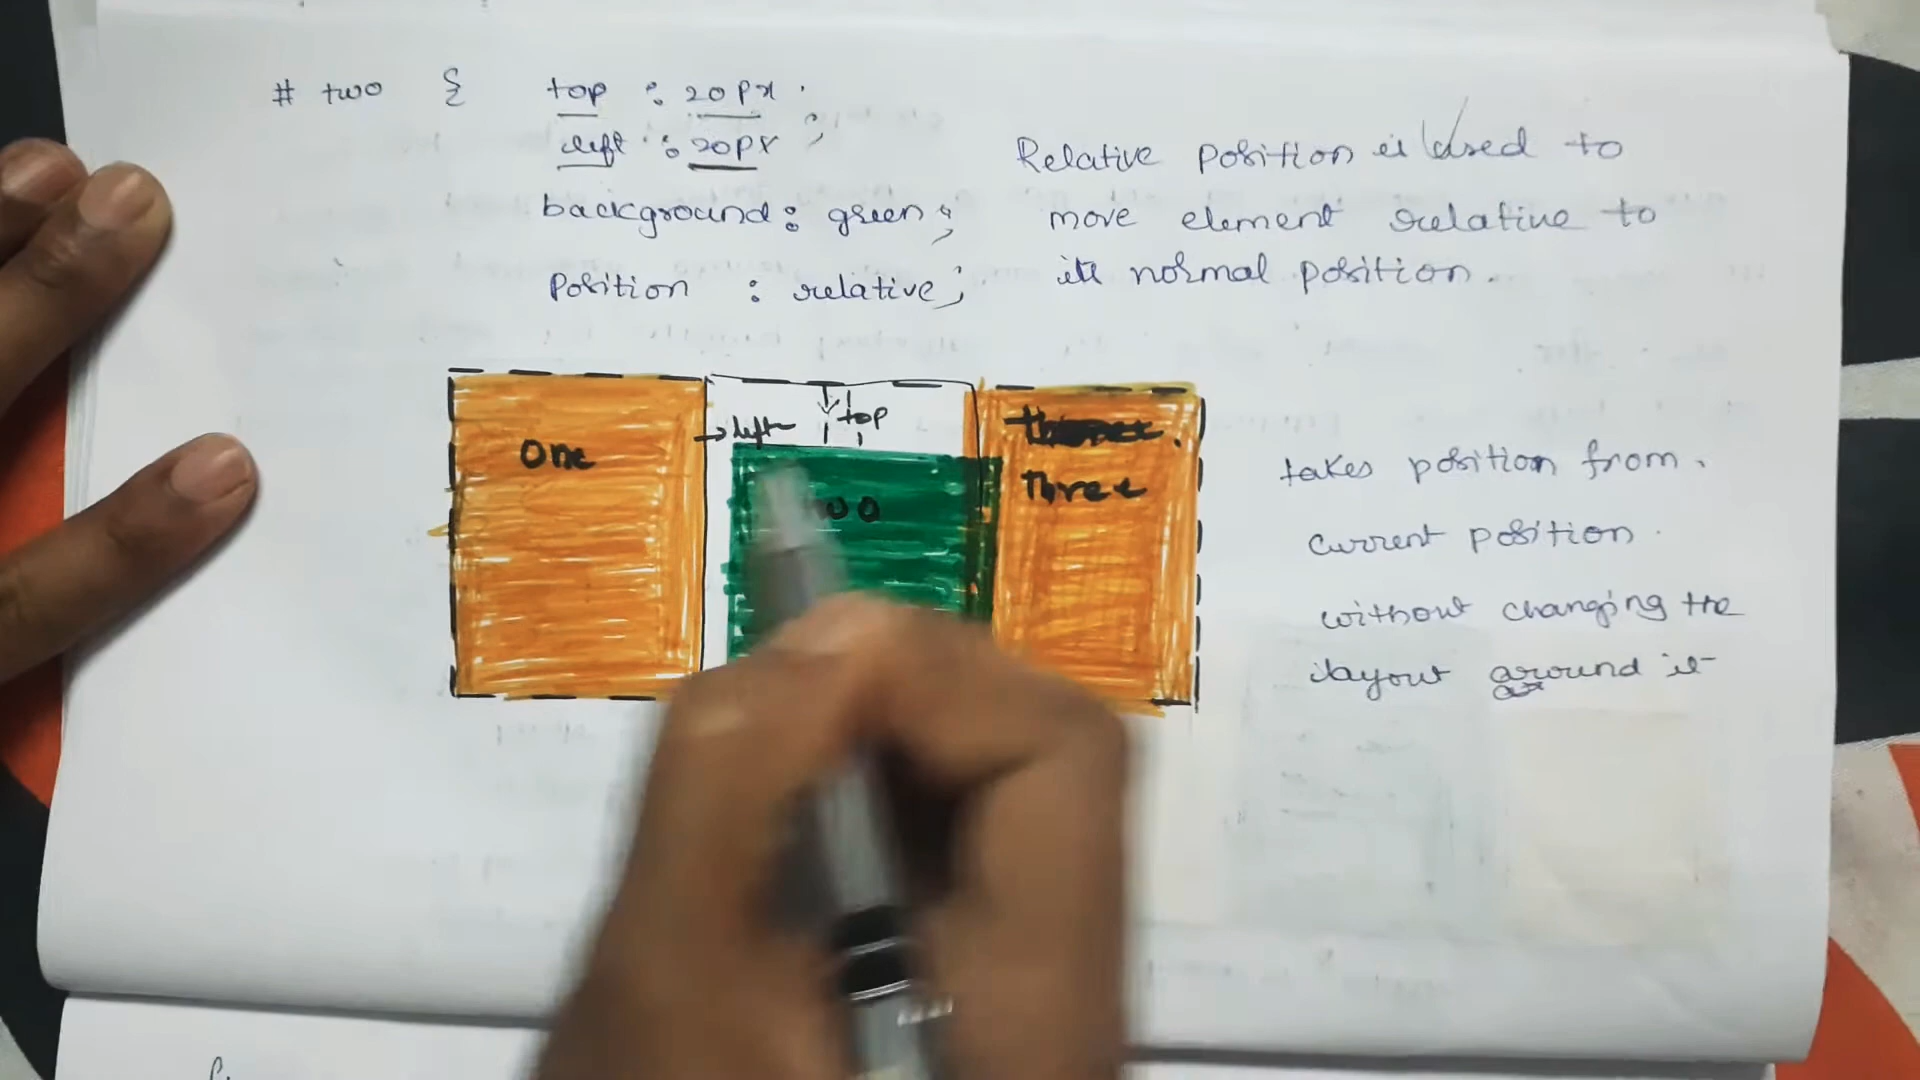 # two { top : 20px .
left : 20px ;
background : green ;
Position : relative ;
Relative position is used to
move element relative to
its normal position .
One
left
top
Three
takes position from .
current position .
without changing the
layout around it